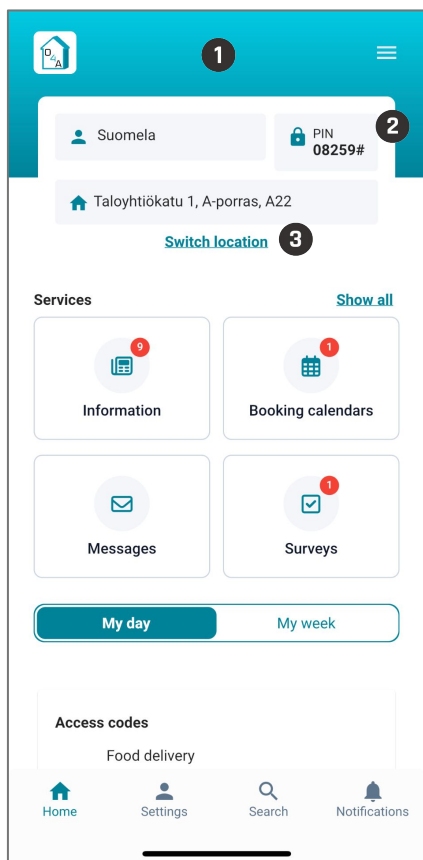 O
4
A
1
Suomela
PIN
08259#
2
Taloyhtiökatu 1, A-porras, A22
Switch location
3
Services
Show all
9
Information
1
Booking calendars
Messages
1
Surveys
My day
My week
Access codes
Food delivery
Home
Settings
Search
Notifications